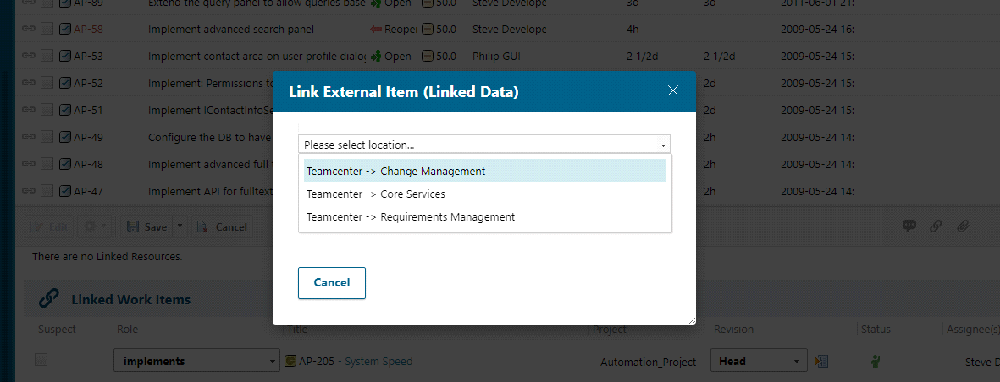 AP-89 Extend the query panel to allow queries base Open 50.0 Steve Develope 3d 3d 2011-06-01 21:
AP-58 Implement advanced search panel Reoper 50.0 Steve Develope 4h 2009-05-24 16:
AP-53 Implement contact area on user profile dialog Open 50.0 Philip GUI 2 1/2d 2 1/2d 2009-05-24 15:
AP-52 Implement: Permissions to 2d 2009-05-24 15:
AP-51 Implement IContactInfoSe 2d 2009-05-24 15:
AP-49 Configure the DB to have 2h 2009-05-24 14:
AP-48 Implement advanced full 2h 2009-05-24 14:
AP-47 Implement API for fulltext 2h 2009-05-24 14:
Link External Item (Linked Data)
Please select location...
Teamcenter -> Change Management
Teamcenter -> Core Services
Teamcenter -> Requirements Management
Cancel
Edit Save Cancel
There are no Linked Resources.
Linked Work Items
Suspect Role Title Project Revision Status Assignee(s)
implements AP-205 - System Speed Automation_Project Head Steve D